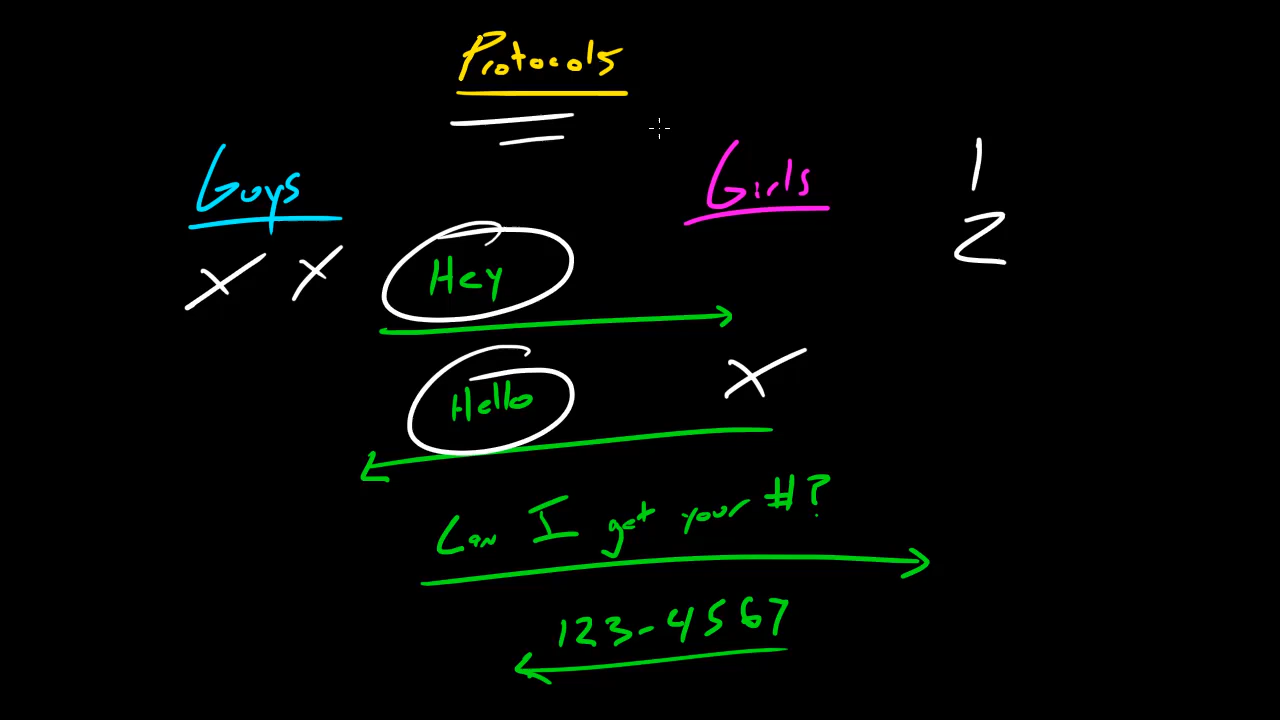 Protocols
Guys
Girls
1
2
X X
Hey
X
Hello
Can I get your #?
123-4567